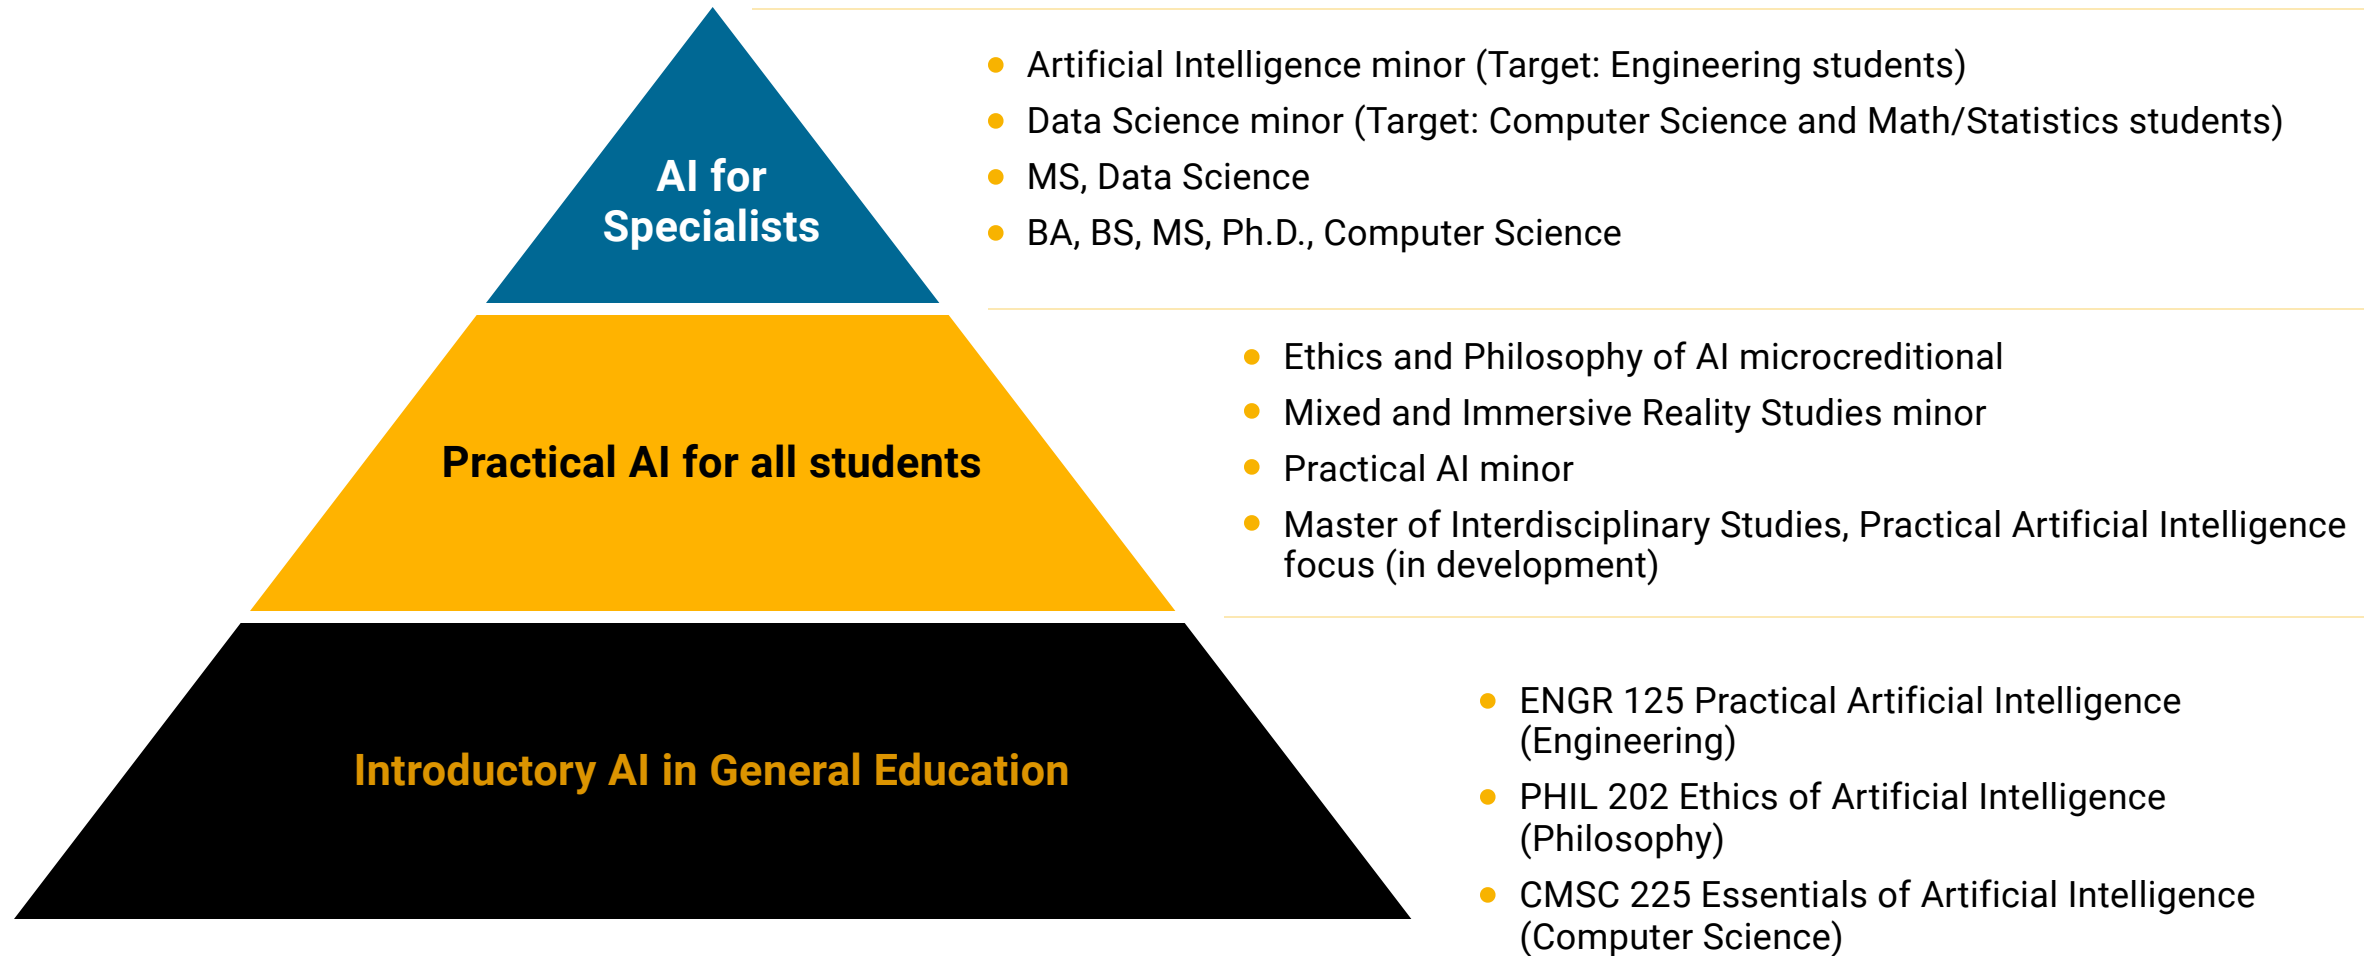 AI for
Specialists
Artificial Intelligence minor (Target: Engineering students)
Data Science minor (Target: Computer Science and Math/Statistics students)
MS, Data Science
BA, BS, MS, Ph.D., Computer Science
Practical AI for all students
Ethics and Philosophy of AI microcreditional
Mixed and Immersive Reality Studies minor
Practical AI minor
Master of Interdisciplinary Studies, Practical Artificial Intelligence
focus (in development)
Introductory AI in General Education
ENGR 125 Practical Artificial Intelligence
(Engineering)
PHIL 202 Ethics of Artificial Intelligence
(Philosophy)
CMSC 225 Essentials of Artificial Intelligence
(Computer Science)